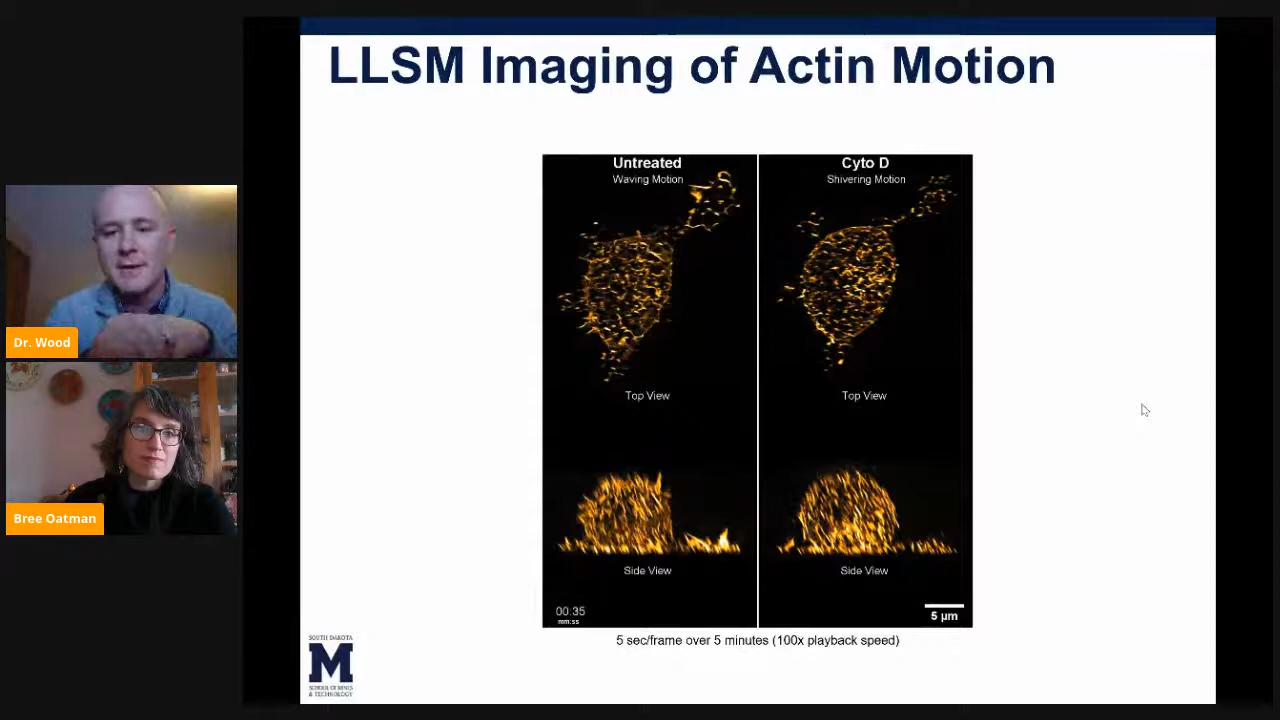 LLSM Imaging of Actin Motion
Untreated
Waving Motion
Cyto D
Shivering Motion
Top View
Top View
Side View
Side View
00:35
mm:ss
5 µm
5 sec/frame over 5 minutes (100x playback speed)
Dr. Wood
Bree Oatman
SOUTH DAKOTA
M
SCHOOL OF MINES
& TECHNOLOGY